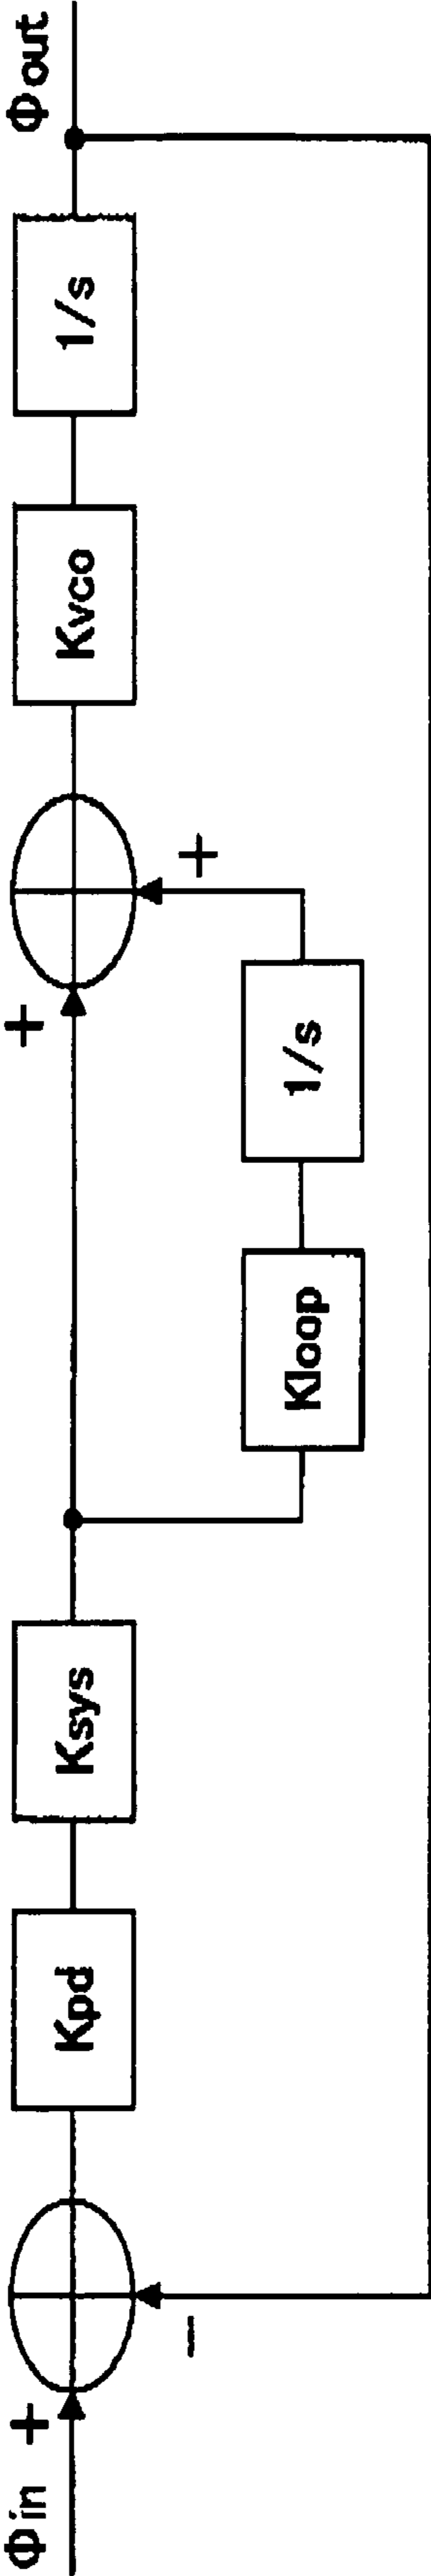 Φin
+
−
Kpd
Ksys
Kloop
1/s
+
+
Kvco
1/s
Φout